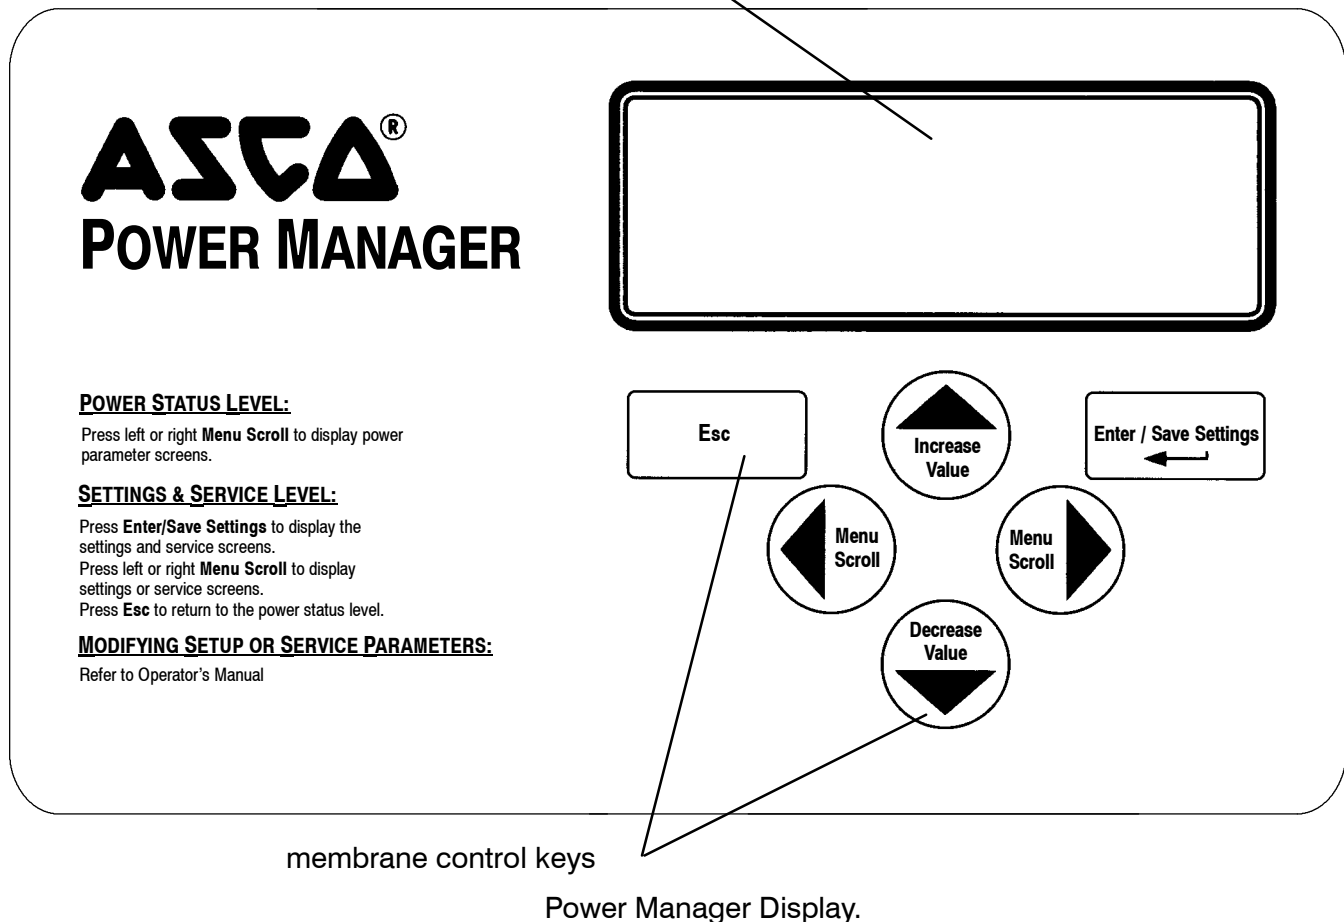 ASCO®
POWER MANAGER
POWER STATUS LEVEL:
Press left or right Menu Scroll to display power
parameter screens.
SETTINGS & SERVICE LEVEL:
Press Enter/Save Settings to display the
settings and service screens.
Press left or right Menu Scroll to display
settings or service screens.
Press Esc to return to the power status level.
MODIFYING SETUP OR SERVICE PARAMETERS:
Refer to Operator's Manual
Esc
Increase
Value
Enter / Save Settings
Menu
Scroll
Menu
Scroll
Decrease
Value
membrane control keys
Power Manager Display.